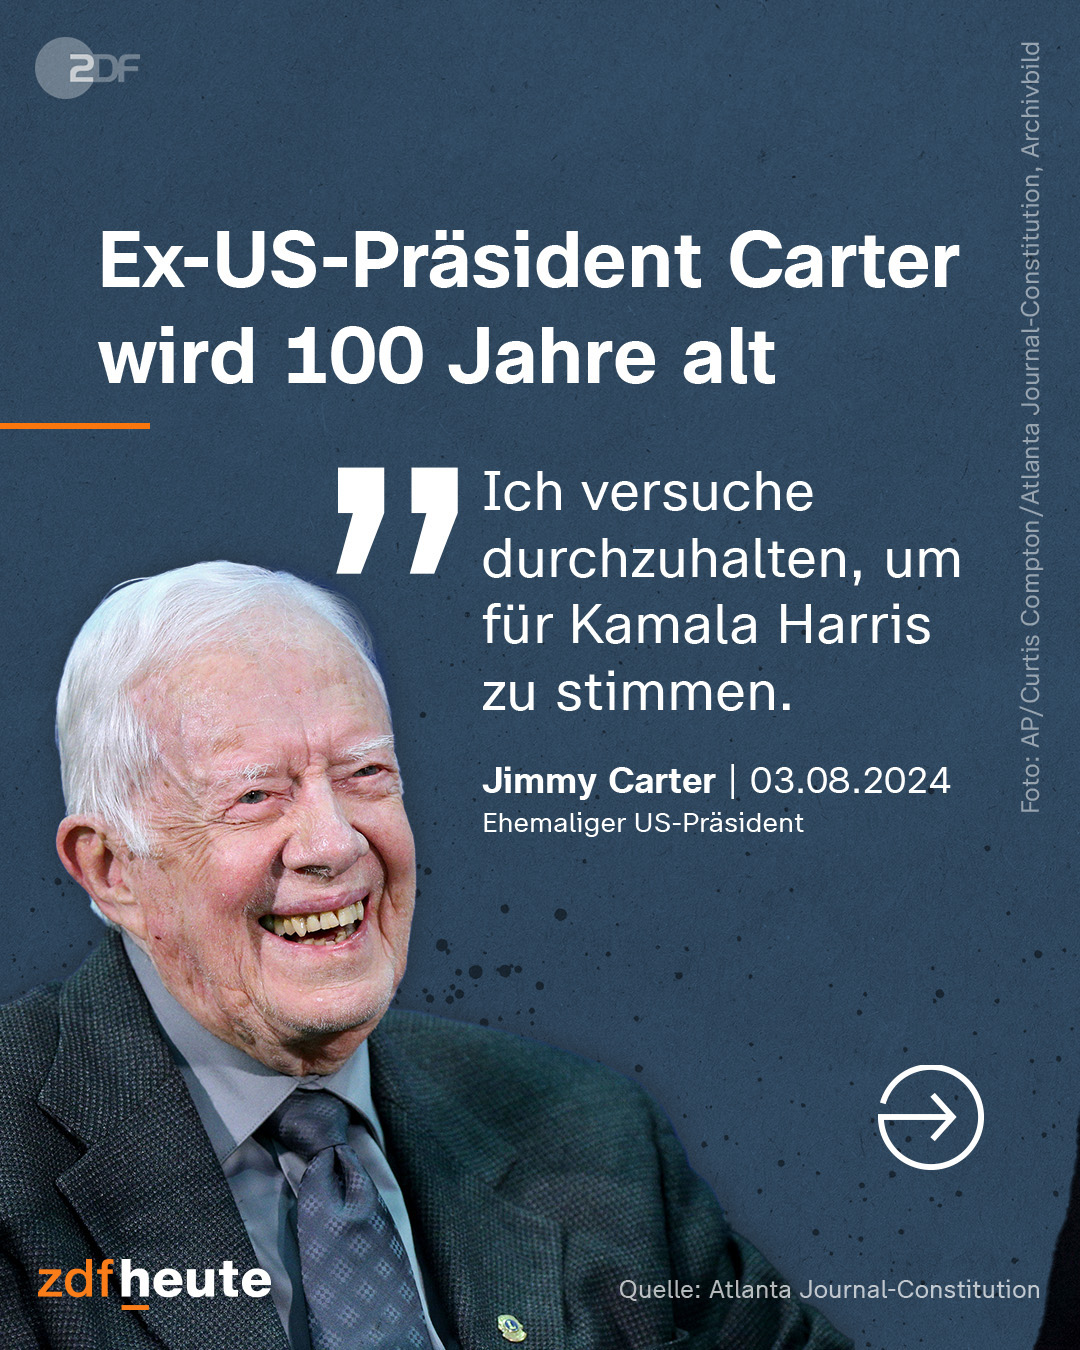 ZDF
Ex-US-Präsident Carter
wird 100 Jahre alt
Foto: AP/Curtis Compton/Atlanta Journal-Constitution, Archivbild
” Ich versuche
durchzuhalten, um
für Kamala Harris
zu stimmen.
Jimmy Carter | 03.08.2024
Ehemaliger US-Präsident
zdfheute
Quelle: Atlanta Journal-Constitution